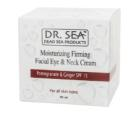 DR. SEA®
DEAD SEA PRODUCTS
Moisturizing Firming
Facial Eye & Neck Cream
Pomegranate & Ginger SPF 15
For all skin types